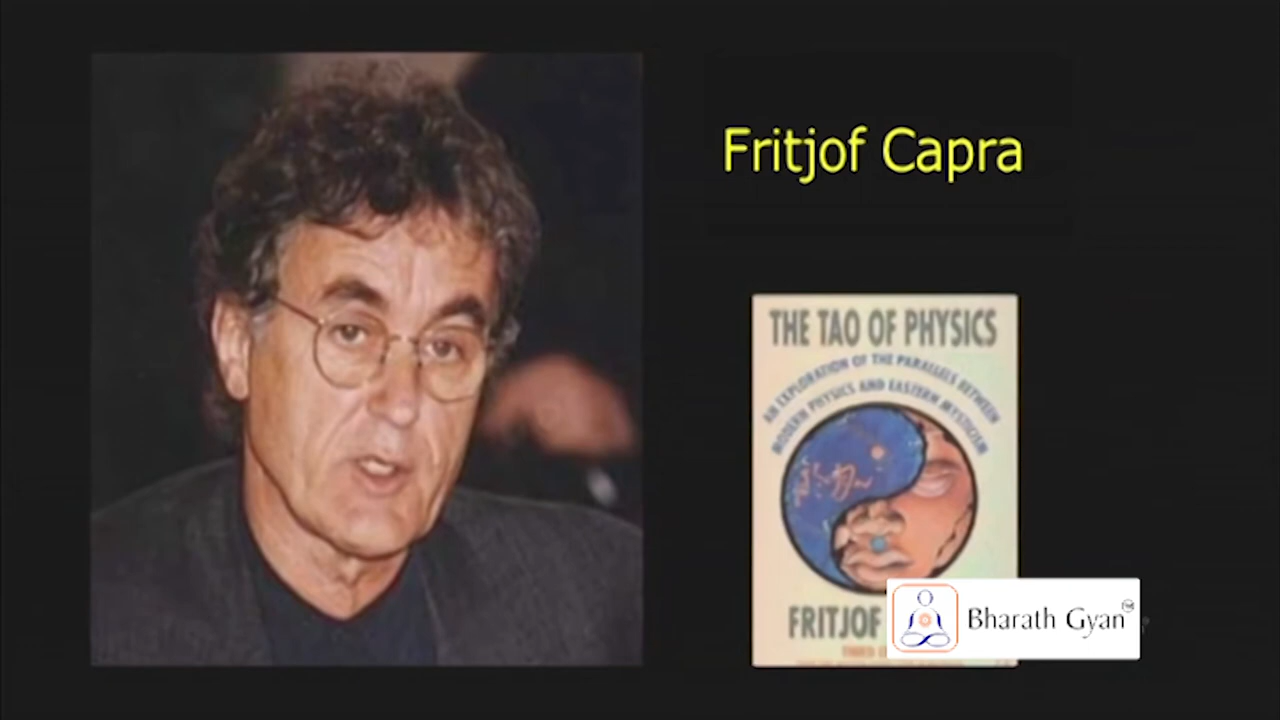 Fritjof Capra
THE TAO OF PHYSICS
AN EXPLORATION OF THE PARALLELS BETWEEN
MODERN PHYSICS AND EASTERN MYSTICISM
FRITJOF
Bharath Gyan